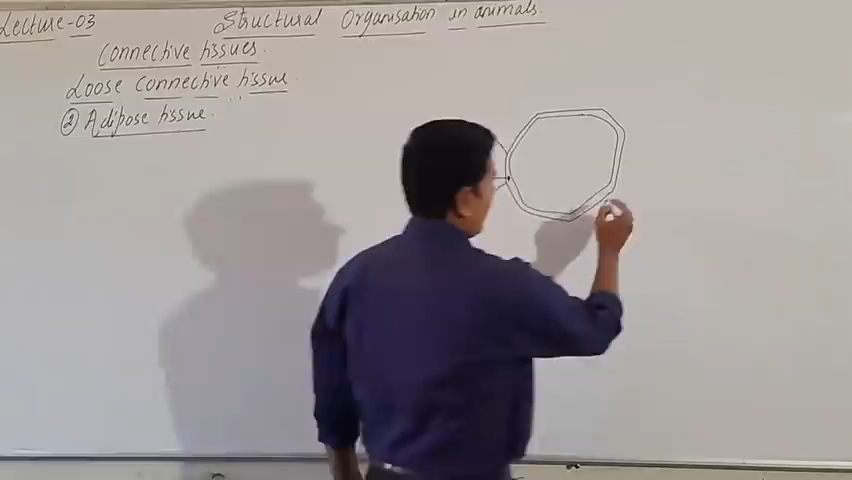 Lecture-03 Structural Organisation in animals.
Connective tissues.
Loose connective tissue.
② Adipose tissue.